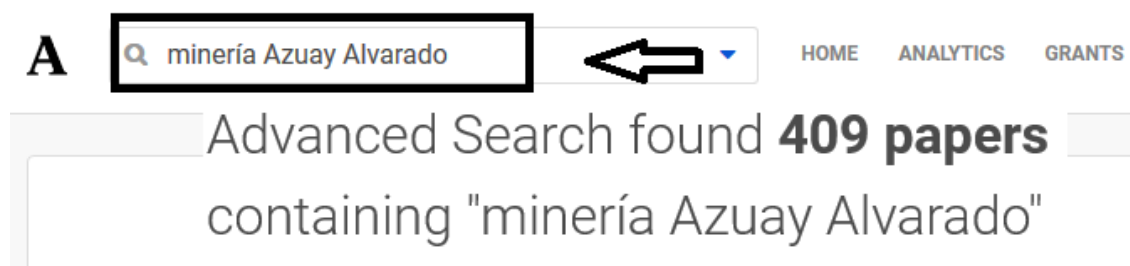 A minería Azuay Alvarado HOME ANALYTICS GRANTS
Advanced Search found 409 papers
containing "minería Azuay Alvarado"